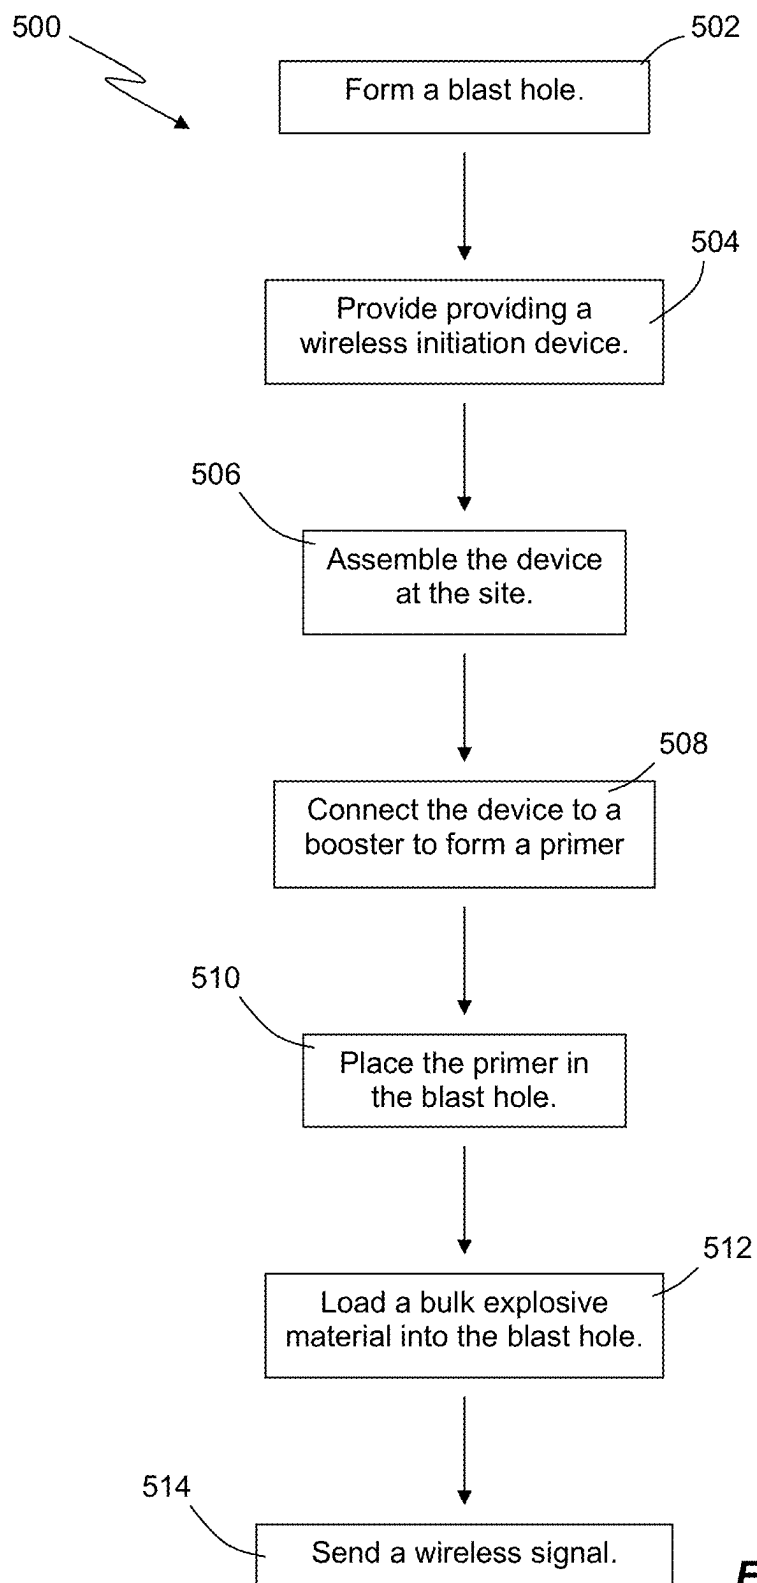 500
502
Form a blast hole.
504
Provide providing a
wireless initiation device.
506
Assemble the device
at the site.
508
Connect the device to a
booster to form a primer
510
Place the primer in
the blast hole.
512
Load a bulk explosive
material into the blast hole.
514
Send a wireless signal.